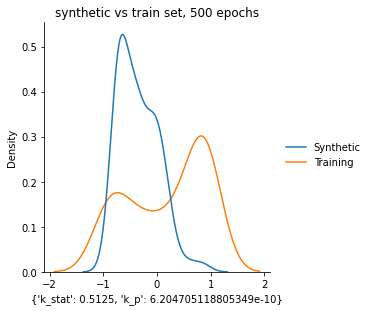 synthetic vs train set, 500 epochs
0.5
0.4
0.3
0.2
0.1
0.0
Density
−2
−1
0
1
2
{'k_stat': 0.5125, 'k_p': 6.204705118805349e-10}
Synthetic
Training